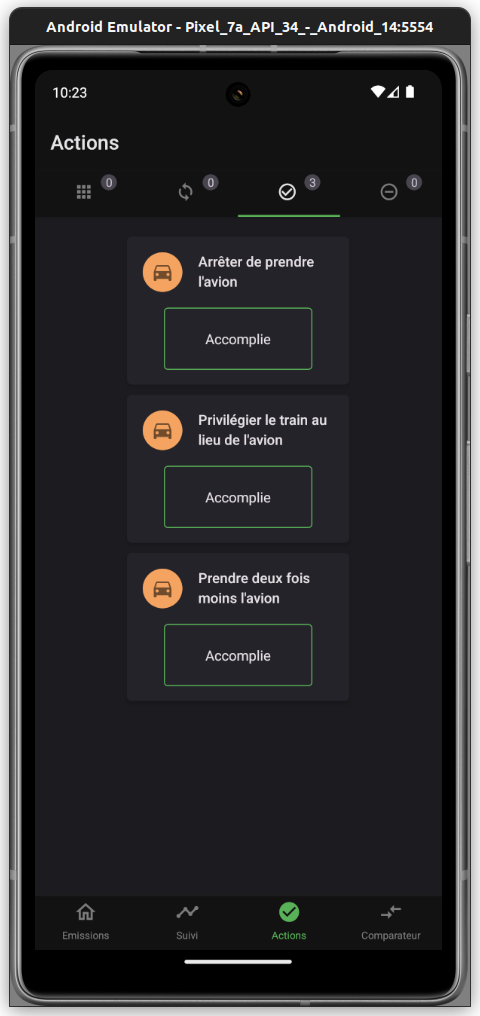 Android Emulator - Pixel_7a_API_34_-_Android_14:5554
10:23
Actions
0 0 3 0
Arrêter de prendre
l'avion
Accomplie
Privilégier le train au
lieu de l'avion
Accomplie
Prendre deux fois
moins l'avion
Accomplie
Emissions Suivi Actions Comparateur